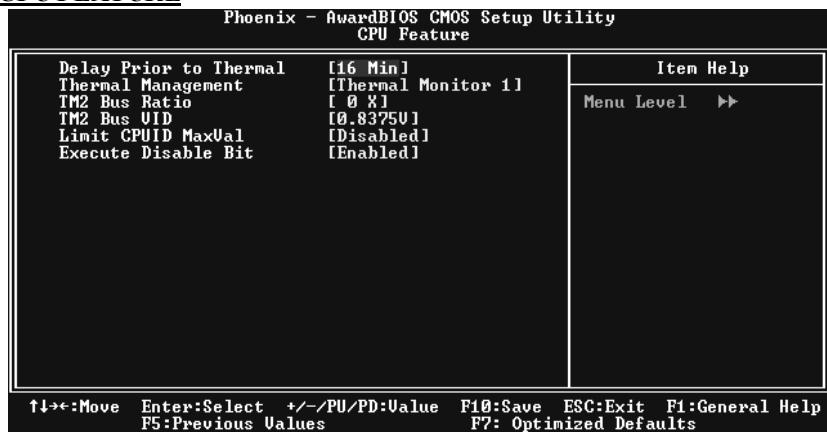 CPU FEATURE
Phoenix - AwardBIOS CMOS Setup Utility
CPU Feature
Delay Prior to Thermal [16 Min]
Thermal Management [Thermal Monitor 1]
TM2 Bus Ratio [ 0 X]
TM2 Bus VID [0.8375V]
Limit CPUID MaxVal [Disabled]
Execute Disable Bit [Enabled]
Item Help
Menu Level ▶▶
↑↓→←:Move Enter:Select +/-/PU/PD:Value F10:Save ESC:Exit F1:General Help
F5:Previous Values F7: Optimized Defaults